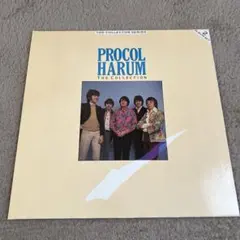 THE COLLECTOR SERIES
PROCOL
HARUM
THE COLLECTION